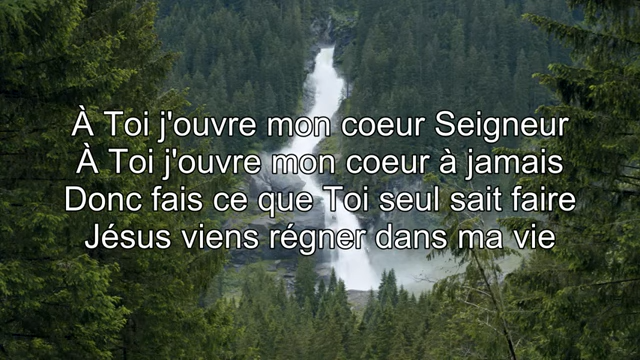 À Toi j'ouvre mon coeur Seigneur
À Toi j'ouvre mon coeur à jamais
Donc fais ce que Toi seul sait faire
Jésus viens régner dans ma vie